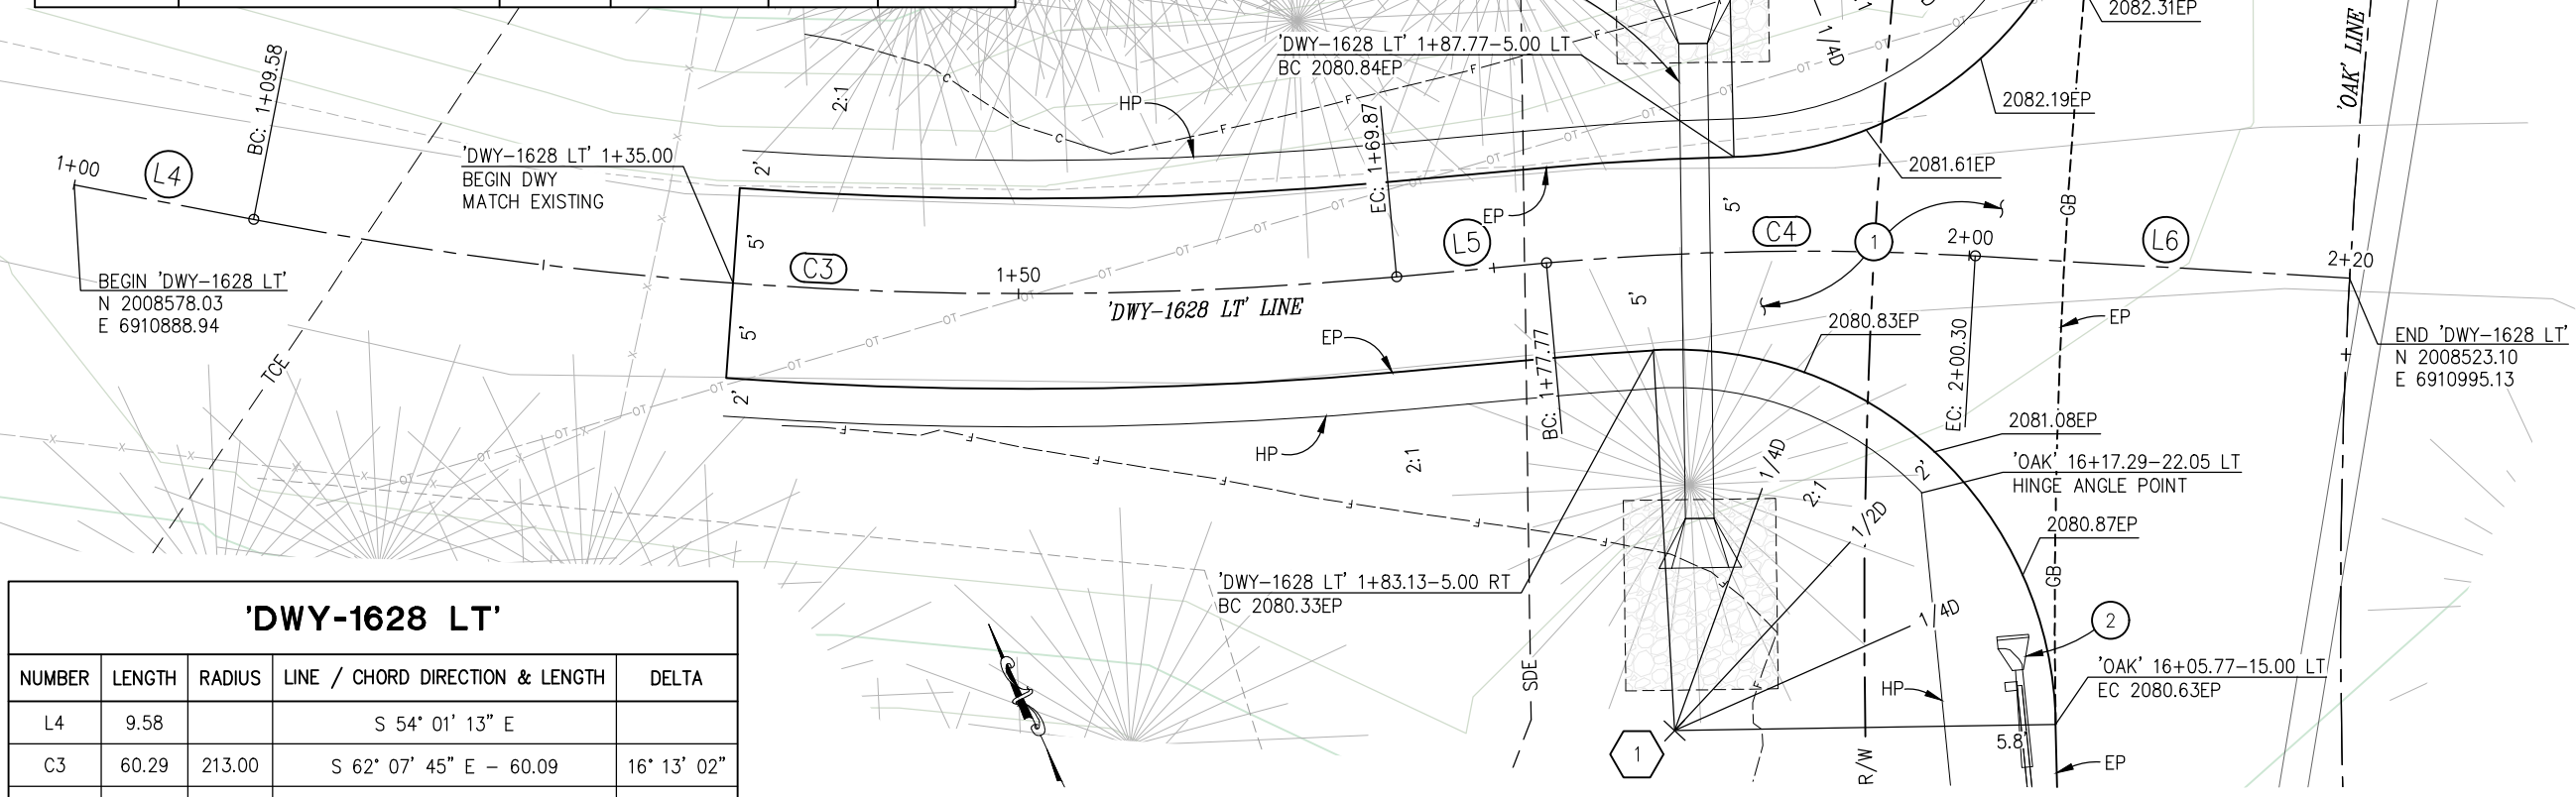 'DWY-1628 LT' 1+87.77-5.00 LT
BC 2080.84EP
2082.31EP
'OAK' LINE
1/4D
OT
F
C
2:1
HP
2082.19EP
BC: 1+09.58
1+00
L4
'DWY-1628 LT' 1+35.00
BEGIN DWY
MATCH EXISTING
2'
EC: 1+69.87
2081.61EP
EP
5'
GB
L5
C4
1
2+00
L6
2+20
5'
C3
1+50
BEGIN 'DWY-1628 LT'
N 2008578.03
E 6910888.94
'DWY-1628 LT' LINE
5'
5'
EP
2080.83EP
EP
END 'DWY-1628 LT'
N 2008523.10
E 6910995.13
TCE
X
2'
BC: 1+77.77
EC: 2+00.30
HP
2:1
1/4D
2:1
1/2D
2'
2081.08EP
'OAK' 16+17.29-22.05 LT
HINGE ANGLE POINT
2080.87EP
GB
'DWY-1628 LT' 1+83.13-5.00 RT
BC 2080.33EP
1/4D
2
SDE
HP
'OAK' 16+05.77-15.00 LT
EC 2080.63EP
5.8'
EP
1
R/W
'DWY-1628 LT'
NUMBER LENGTH RADIUS LINE / CHORD DIRECTION & LENGTH DELTA
L4 9.58 S 54° 01' 13" E
C3 60.29 213.00 S 62° 07' 45" E - 60.09 16° 13' 02"